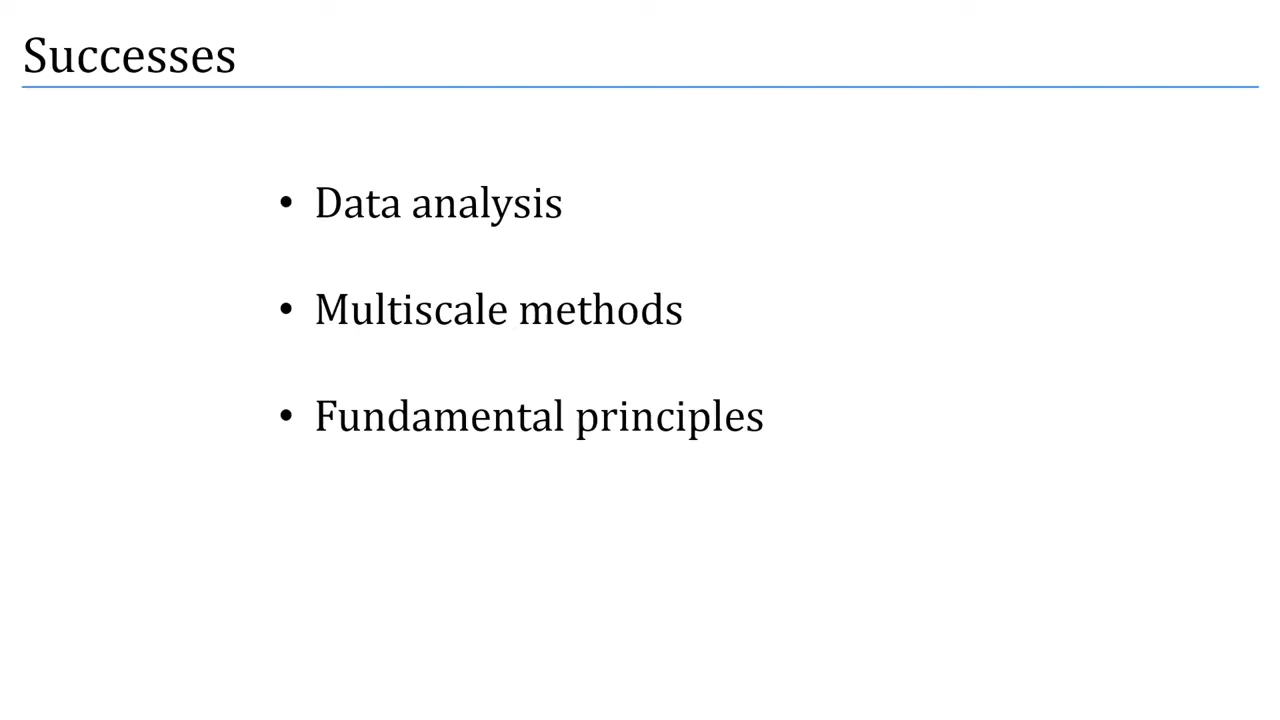 Successes
• Data analysis
• Multiscale methods
• Fundamental principles